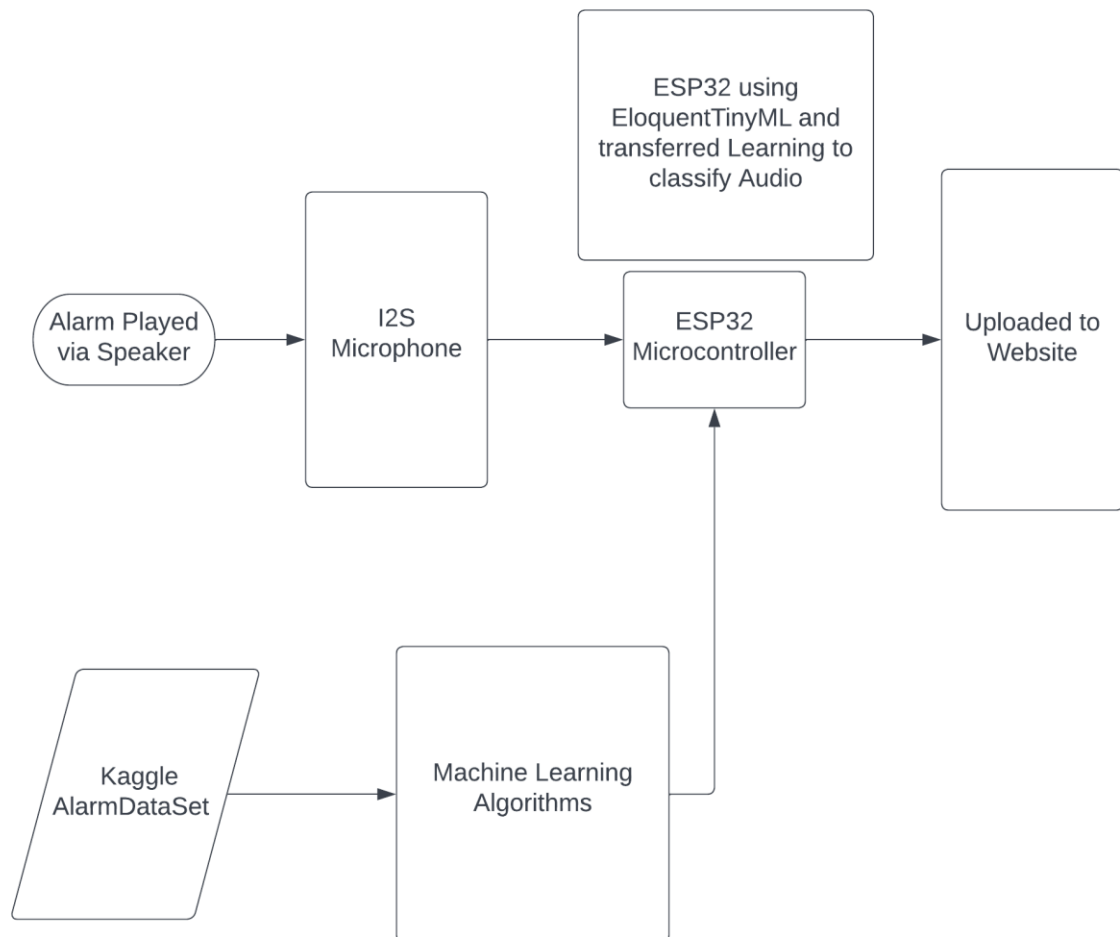 ESP32 using
EloquentTinyML and
transferred Learning to
classify Audio
Alarm Played
via Speaker
I2S
Microphone
ESP32
Microcontroller
Uploaded to
Website
Kaggle
AlarmDataSet
Machine Learning
Algorithms